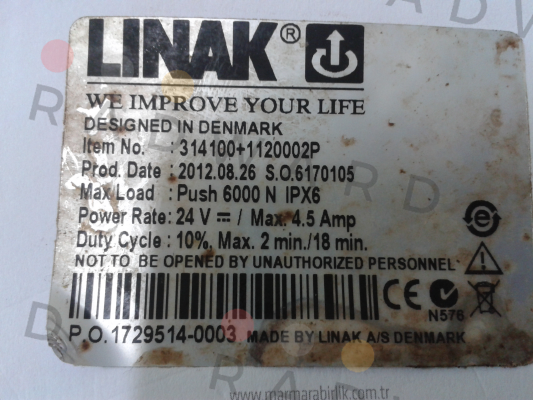 LINAK®
WE IMPROVE YOUR LIFE
DESIGNED IN DENMARK
Item No. : 314100+1120002P
Prod. Date : 2012.08.26 S.O.6170105
Max Load : Push 6000 N IPX6
Power Rate: 24 V ⎓ / Max. 4.5 Amp
Duty Cycle : 10%, Max. 2 min./18 min.
NOT TO BE OPENED BY UNAUTHORIZED PERSONNEL
CE
N576
P.O.1729514-0003 MADE BY LINAK A/S DENMARK
www.marmarabirlik.com.tr